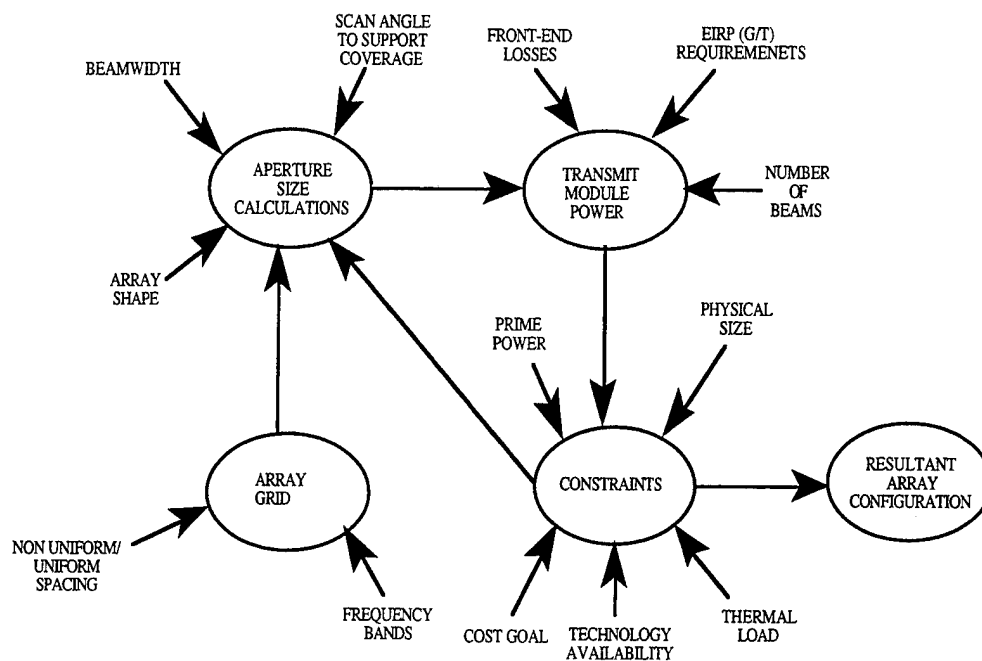 SCAN ANGLE
TO SUPPORT
COVERAGE
BEAMWIDTH
FRONT-END
LOSSES
EIRP (G/T)
REQUIREMENETS
APERTURE
SIZE
CALCULATIONS
TRANSMIT
MODULE
POWER
NUMBER
OF
BEAMS
ARRAY
SHAPE
PRIME
POWER
PHYSICAL
SIZE
ARRAY
GRID
CONSTRAINTS
RESULTANT
ARRAY
CONFIGURATION
NON UNIFORM/
UNIFORM
SPACING
FREQUENCY
BANDS
COST GOAL
TECHNOLOGY
AVAILABILITY
THERMAL
LOAD